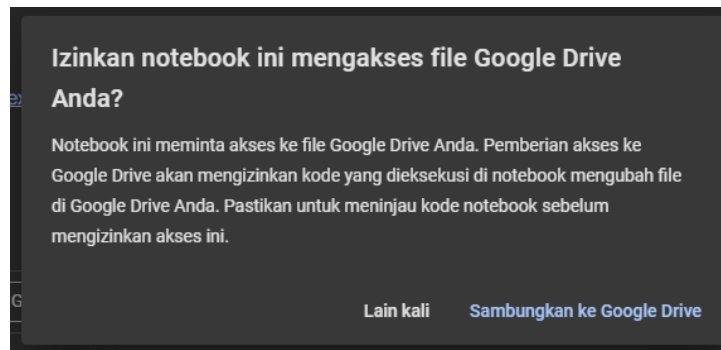 Izinkan notebook ini mengakses file Google Drive
Anda?
Notebook ini meminta akses ke file Google Drive Anda. Pemberian akses ke
Google Drive akan mengizinkan kode yang dieksekusi di notebook mengubah file
di Google Drive Anda. Pastikan untuk meninjau kode notebook sebelum
mengizinkan akses ini.
Lain kali Sambungkan ke Google Drive